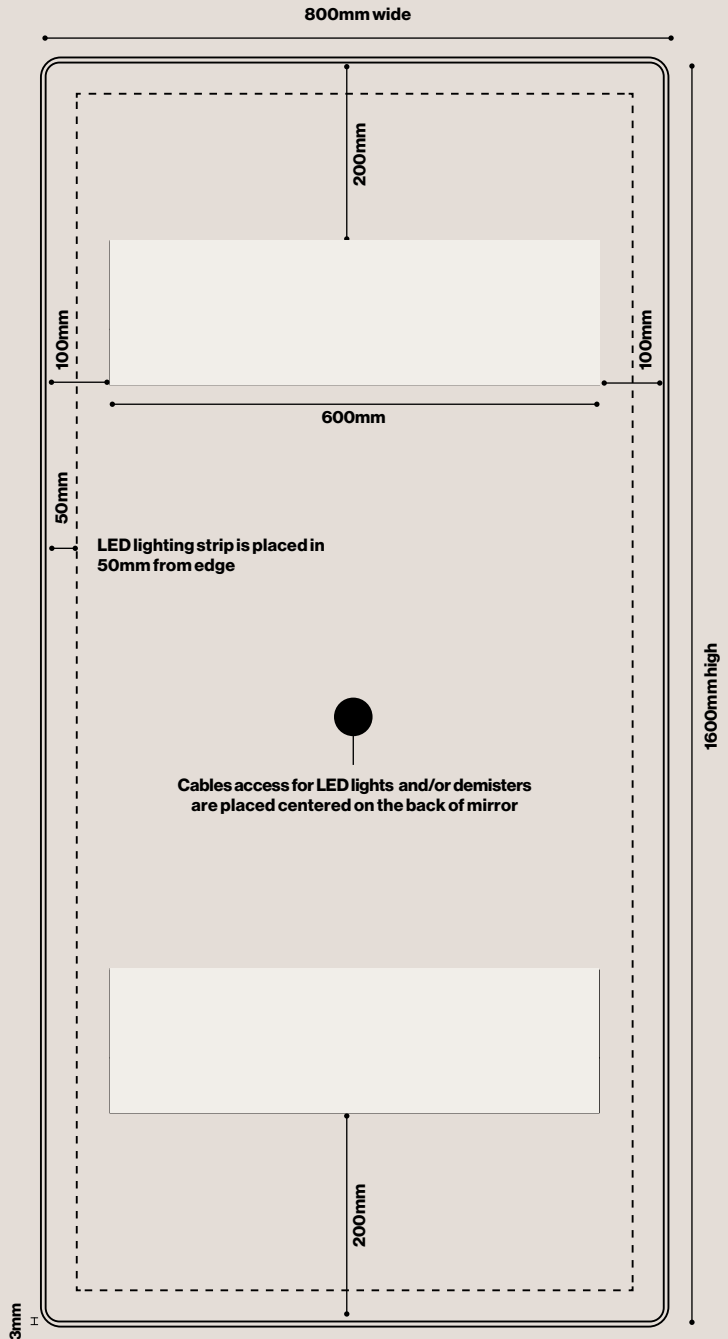 800mm wide
200mm
100mm
100mm
600mm
50mm
LED lighting strip is placed in
50mm from edge
1600mm high
Cables access for LED lights and/or demisters
are placed centered on the back of mirror
200mm
3mm